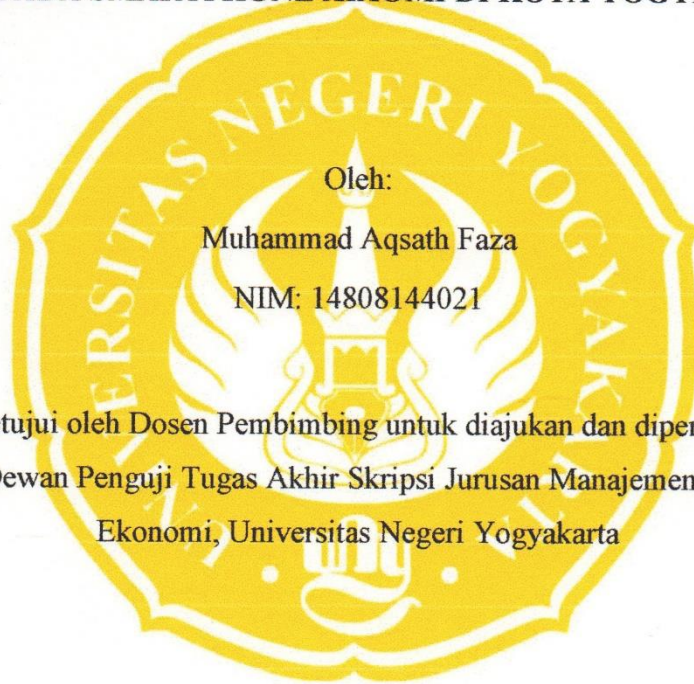 UNIVERSITAS NEGERI YOGYAKARTA
Oleh:
Muhammad Aqsath Faza
NIM: 14808144021
tujui oleh Dosen Pembimbing untuk diajukan dan diper
Dewan Penguji Tugas Akhir Skripsi Jurusan Manajemen
Ekonomi, Universitas Negeri Yogyakarta